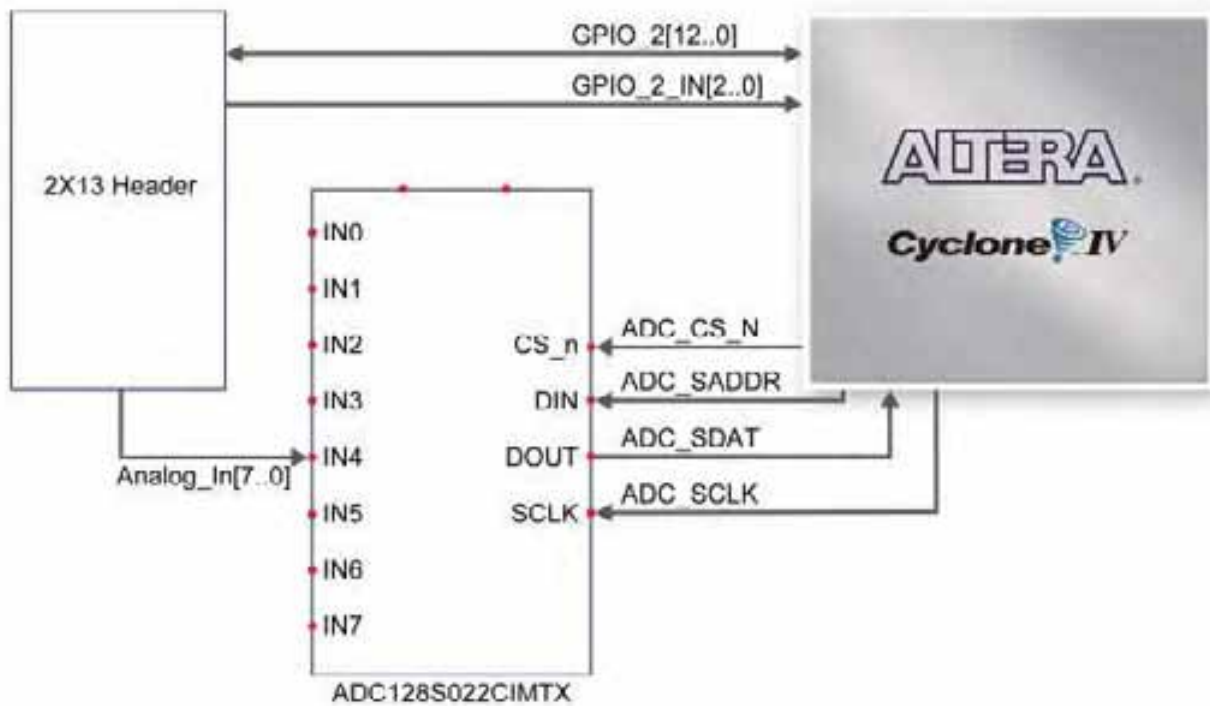 GPIO_2[12..0]
GPIO_2_IN[2..0]
ALTERA
®
2X13 Header
Cyclone IV
IN0
IN1
IN2
IN3
IN4
IN5
IN6
IN7
Analog_In[7..0]
CS_n
DIN
DOUT
SCLK
ADC_CS_N
ADC_SADDR
ADC_SDAT
ADC_SCLK
ADC128S022CIMTX